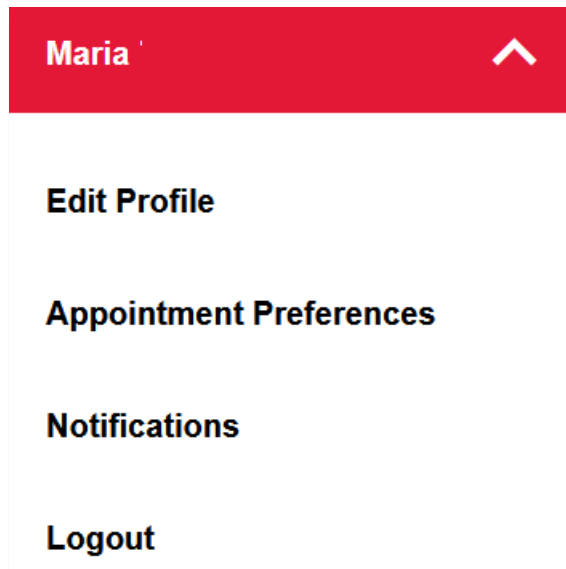 Maria
Edit Profile
Appointment Preferences
Notifications
Logout